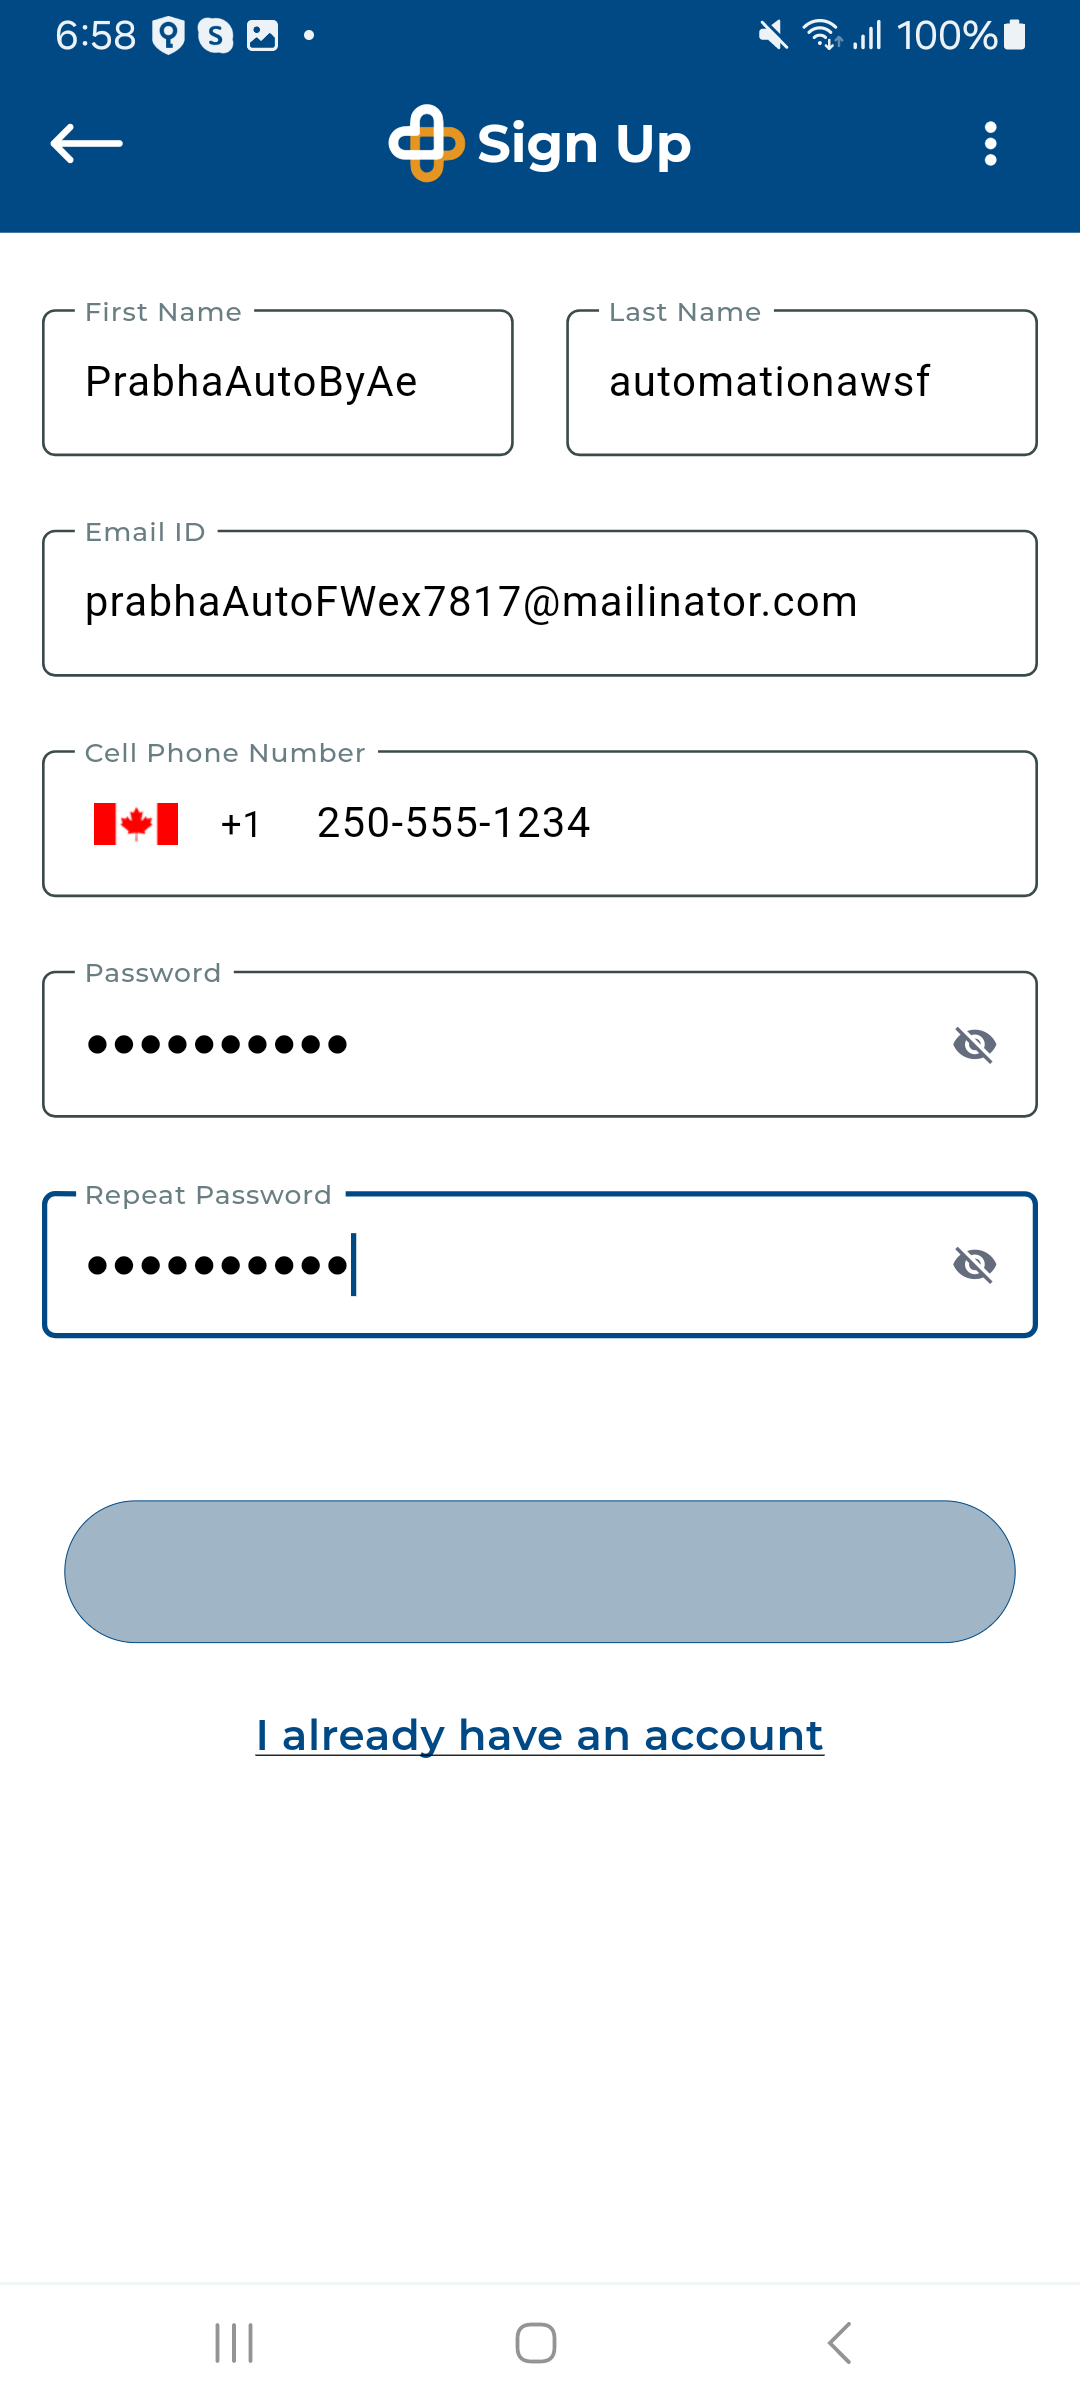 6:58 S 100%
Sign Up
First Name Last Name
PrabhaAutoByAe automationawsf
Email ID
prabhaAutoFWex7817@mailinator.com
Cell Phone Number
+1 250-555-1234
Password
••••••••••
Repeat Password
••••••••••
I already have an account